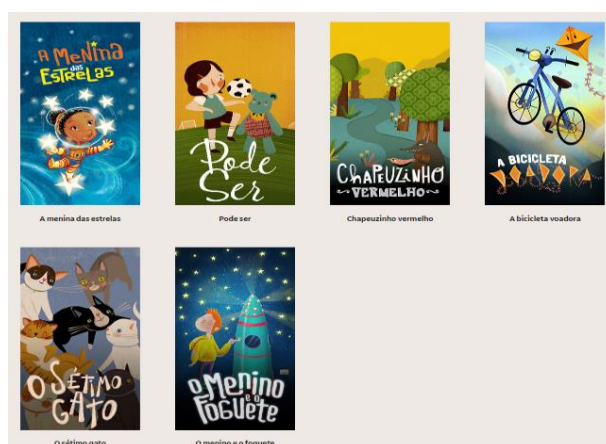 A MENINA
das
ESTRELAS
Pode
Ser
CHAPEUZINHO
VERMELHO
A BICICLETA
VOADORA
A menina das estrelas
Pode ser
Chapeuzinho vermelho
A bicicleta voadora
O SÉTIMO
GATO
O Menino
e o
FOGUETE
O sétimo gato
O menino e o foguete